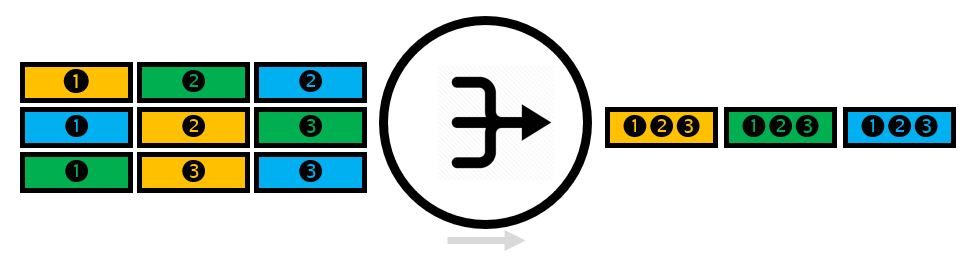 ❶ ❷ ❷
❶ ❷ ❸ ❶❷❸ ❶❷❸ ❶❷❸
❶ ❸ ❸